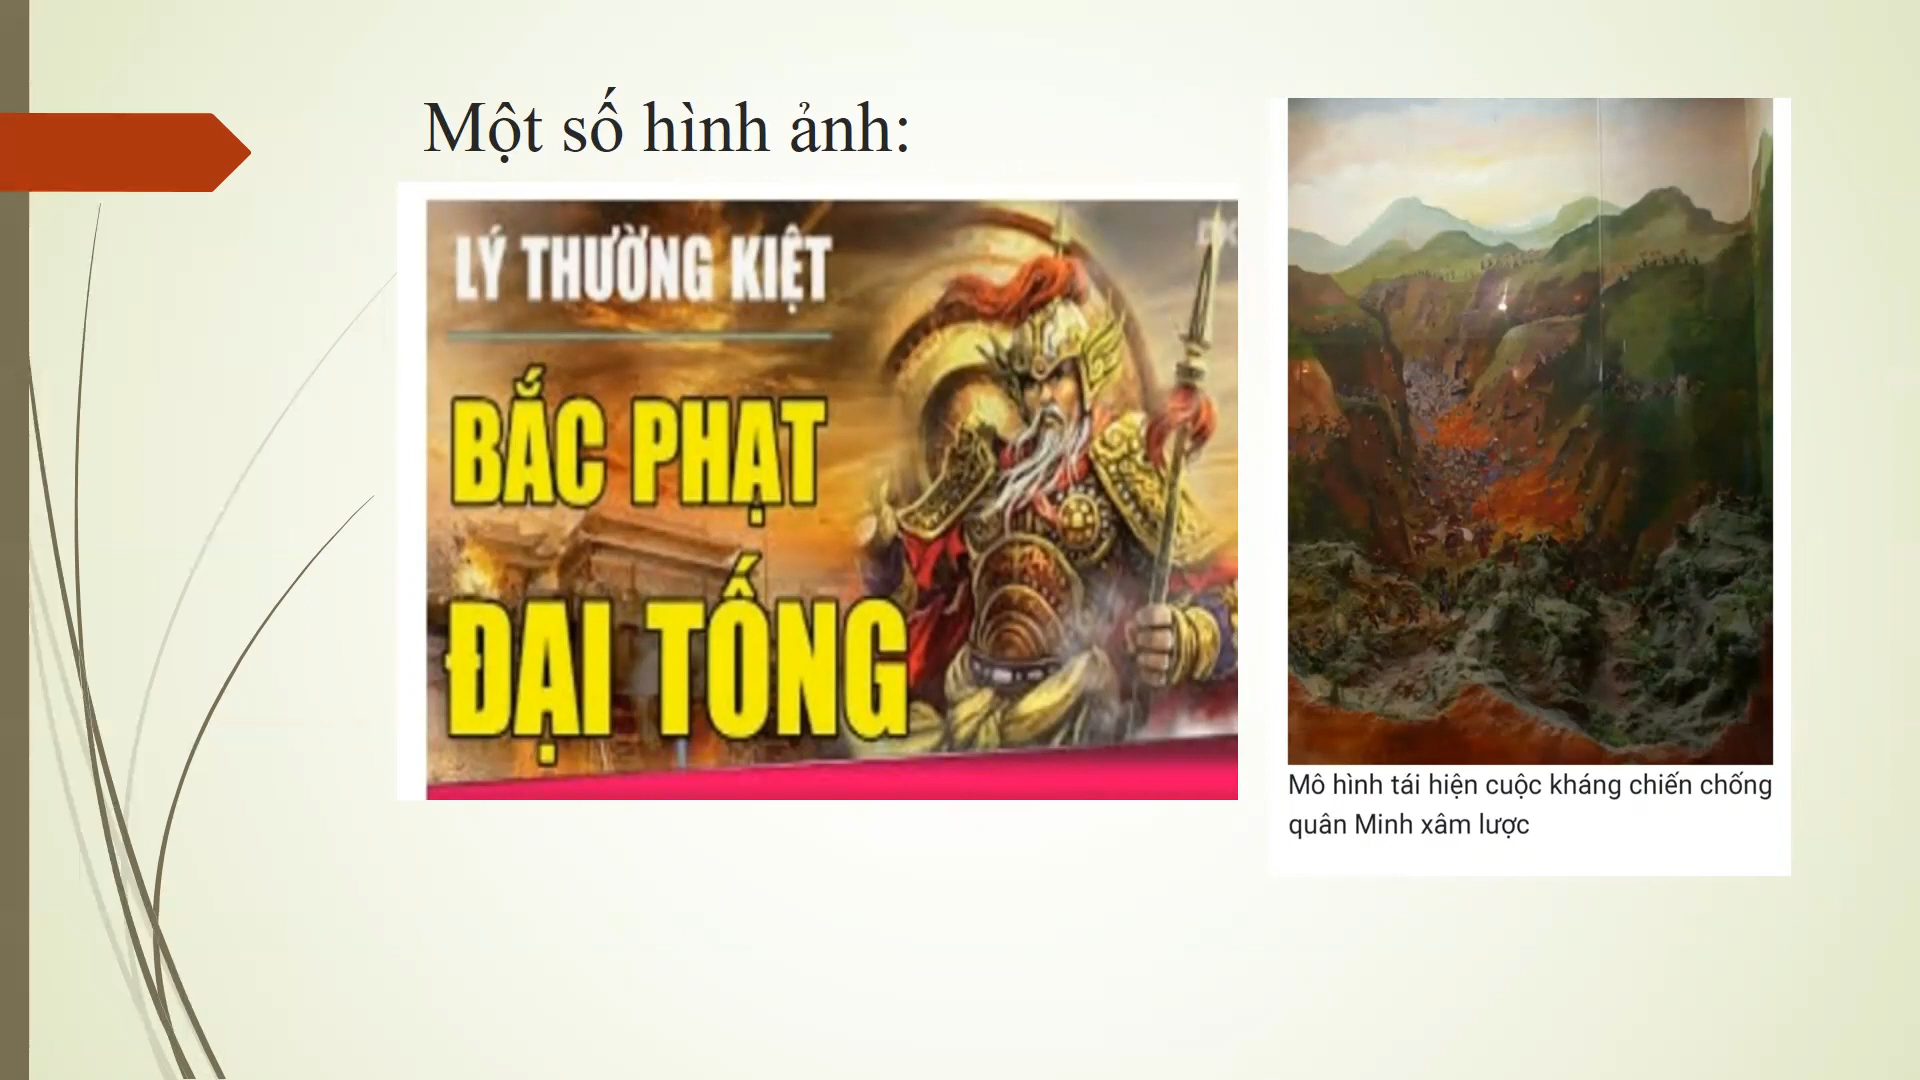 Một số hình ảnh:
LÝ THƯỜNG KIỆT
BẮC PHẠT
ĐẠI TỐNG
Mô hình tái hiện cuộc kháng chiến chống
quân Minh xâm lược